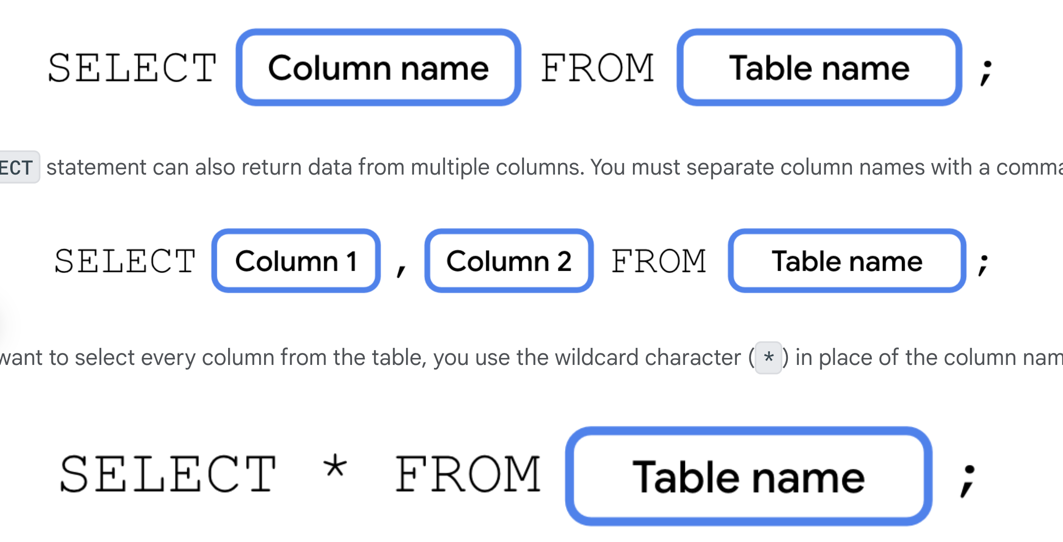 SELECT Column name FROM Table name ;
ECT statement can also return data from multiple columns. You must separate column names with a comma
SELECT Column 1 , Column 2 FROM Table name ;
want to select every column from the table, you use the wildcard character ( * ) in place of the column nam
SELECT * FROM Table name ;